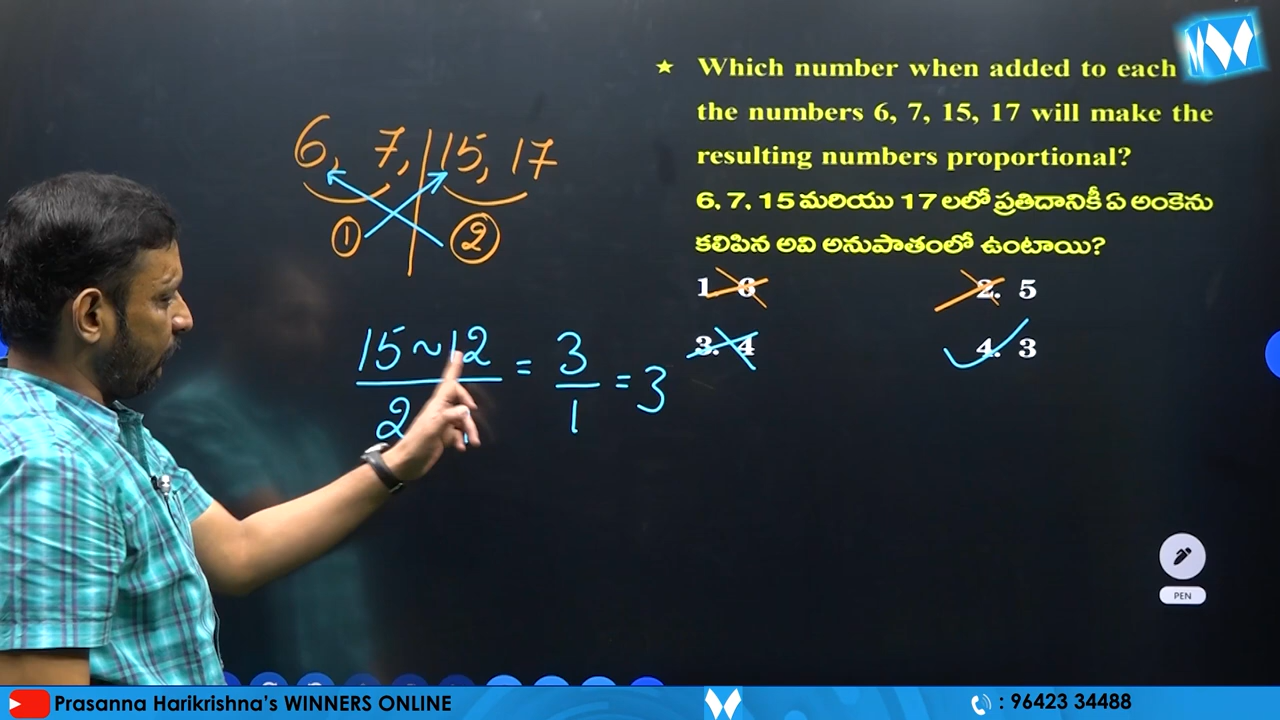 ★ Which number when added to each
the numbers 6, 7, 15, 17 will make the
resulting numbers proportional?
6, 7, 15 మరియు 17 లలో ప్రతిదానికీ ఏ అంకెను
కలిపిన అవి అనుపాతంలో ఉంటాయి?
1. 6 2. 5
3. 4 4. 3
6, 7, 15, 17
1 2
15 ~ 12 = 3 = 3
2 1
PEN
Prasanna Harikrishna's WINNERS ONLINE
: 96423 34488